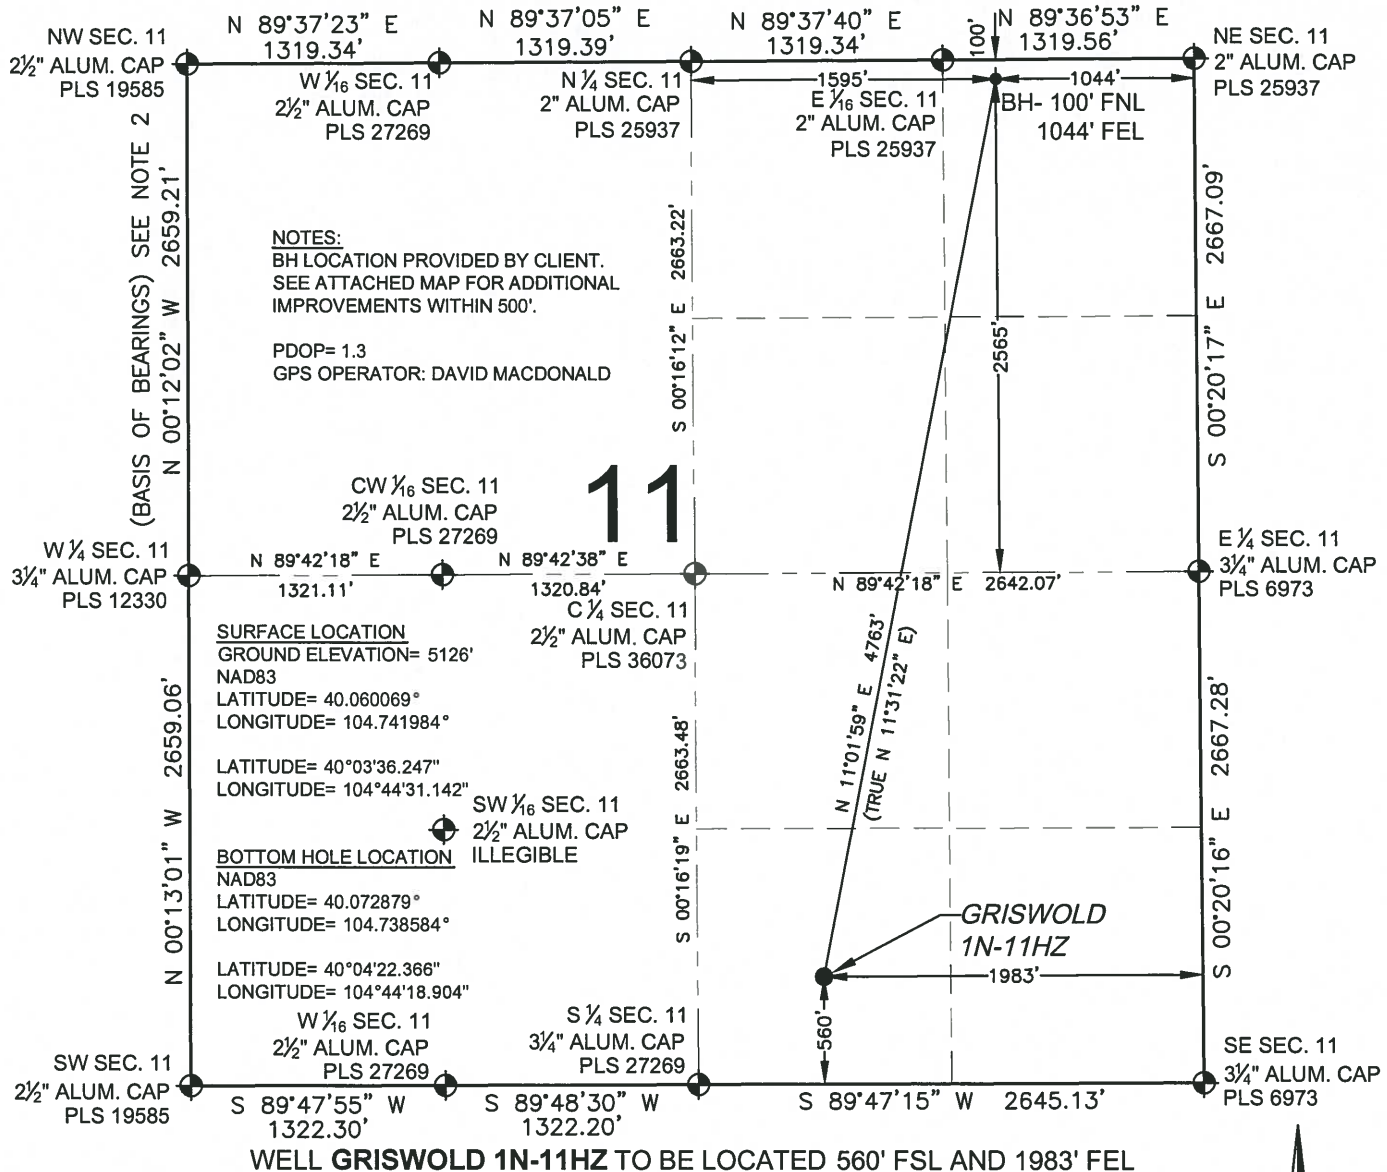 N 89°37'23" E
1319.34'
N 89°37'05" E
1319.39'
N 89°37'40" E
1319.34'
100'
N 89°36'53" E
1319.56'
NW SEC. 11
2½" ALUM. CAP
PLS 19585
W 1/16 SEC. 11
2½" ALUM. CAP
PLS 27269
N ¼ SEC. 11
2" ALUM. CAP
PLS 25937
1595'
E 1/16 SEC. 11
2" ALUM. CAP
PLS 25937
1044'
BH- 100' FNL
1044' FEL
NE SEC. 11
2" ALUM. CAP
PLS 25937
(BASIS OF BEARINGS) SEE NOTE 2
N 00°12'02" W 2659.21'
NOTES:
BH LOCATION PROVIDED BY CLIENT.
SEE ATTACHED MAP FOR ADDITIONAL
IMPROVEMENTS WITHIN 500'.
PDOP= 1.3
GPS OPERATOR: DAVID MACDONALD
S 00°16'12" E 2663.22'
2565'
S 00°20'17" E 2667.09'
11
CW 1/16 SEC. 11
2½" ALUM. CAP
PLS 27269
W ¼ SEC. 11
3¼" ALUM. CAP
PLS 12330
N 89°42'18" E
1321.11'
N 89°42'38" E
1320.84'
C ¼ SEC. 11
2½" ALUM. CAP
PLS 36073
N 89°42'18" E 2642.07'
E ¼ SEC. 11
3¼" ALUM. CAP
PLS 6973
SURFACE LOCATION
GROUND ELEVATION= 5126'
NAD83
LATITUDE= 40.060069°
LONGITUDE= 104.741984°
LATITUDE= 40°03'36.247"
LONGITUDE= 104°44'31.142"
N 00°13'01" W 2659.06'
SW 1/16 SEC. 11
2½" ALUM. CAP
ILLEGIBLE
BOTTOM HOLE LOCATION
NAD83
LATITUDE= 40.072879°
LONGITUDE= 104.738584°
LATITUDE= 40°04'22.366"
LONGITUDE= 104°44'18.904"
S 00°16'19" E 2663.48'
N 11°01'59" E 4763'
(TRUE N 11°31'22" E)
S 00°20'16" E 2667.28'
GRISWOLD
1N-11HZ
1983'
560'
SW SEC. 11
2½" ALUM. CAP
PLS 19585
W 1/16 SEC. 11
2½" ALUM. CAP
PLS 27269
S ¼ SEC. 11
3¼" ALUM. CAP
PLS 27269
SE SEC. 11
3¼" ALUM. CAP
PLS 6973
S 89°47'55" W
1322.30'
S 89°48'30" W
1322.20'
S 89°47'15" W 2645.13'
WELL GRISWOLD 1N-11HZ TO BE LOCATED 560' FSL AND 1983' FEL